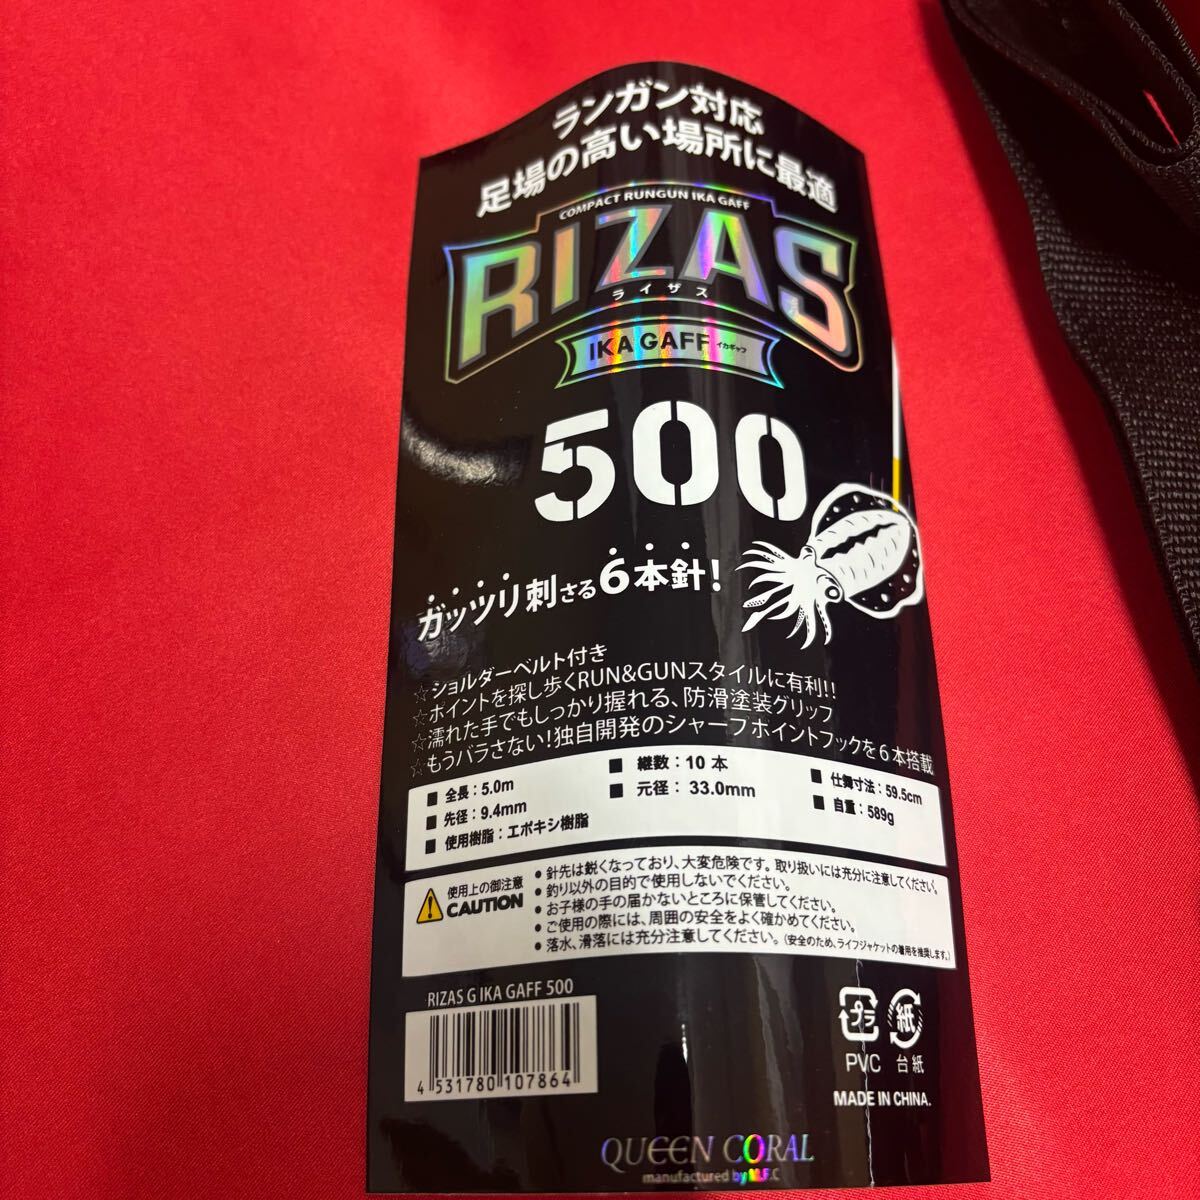 ランガン対応
足場の高い場所に最適
COMPACT RUNGUN IKA GAFF
RIZAS
ライザス
IKA GAFF イカギャフ
500
ガッツリ刺さる6本針!
☆ショルダーベルト付き
☆ポイントを探し歩くRUN&GUNスタイルに有利!!
☆濡れた手でもしっかり握れる、防滑塗装グリップ
☆もうバラさない!独自開発のシャープポイントフックを6本搭載
■ 全長:5.0m ■ 継数:10本 ■ 仕舞寸法:59.5cm
■ 先径:9.4mm ■ 元径:33.0mm ■ 自重:589g
■ 使用樹脂:エポキシ樹脂
使用上の御注意
CAUTION
● 針先は鋭くなっており、大変危険です。取り扱いには充分に注意してください。
● 釣り以外の目的で使用しないでください。
● お子様の手の届かないところに保管してください。
● ご使用の際には、周囲の安全をよく確かめてください。
● 落水、滑落には充分注意してください。(安全のため、ライフジャケットの着用を推奨します。)
RIZAS G IKA GAFF 500
4 531780 107864
プラ 紙
PVC 台紙
MADE IN CHINA.
QUEEN CORAL
manufactured by U.F.C